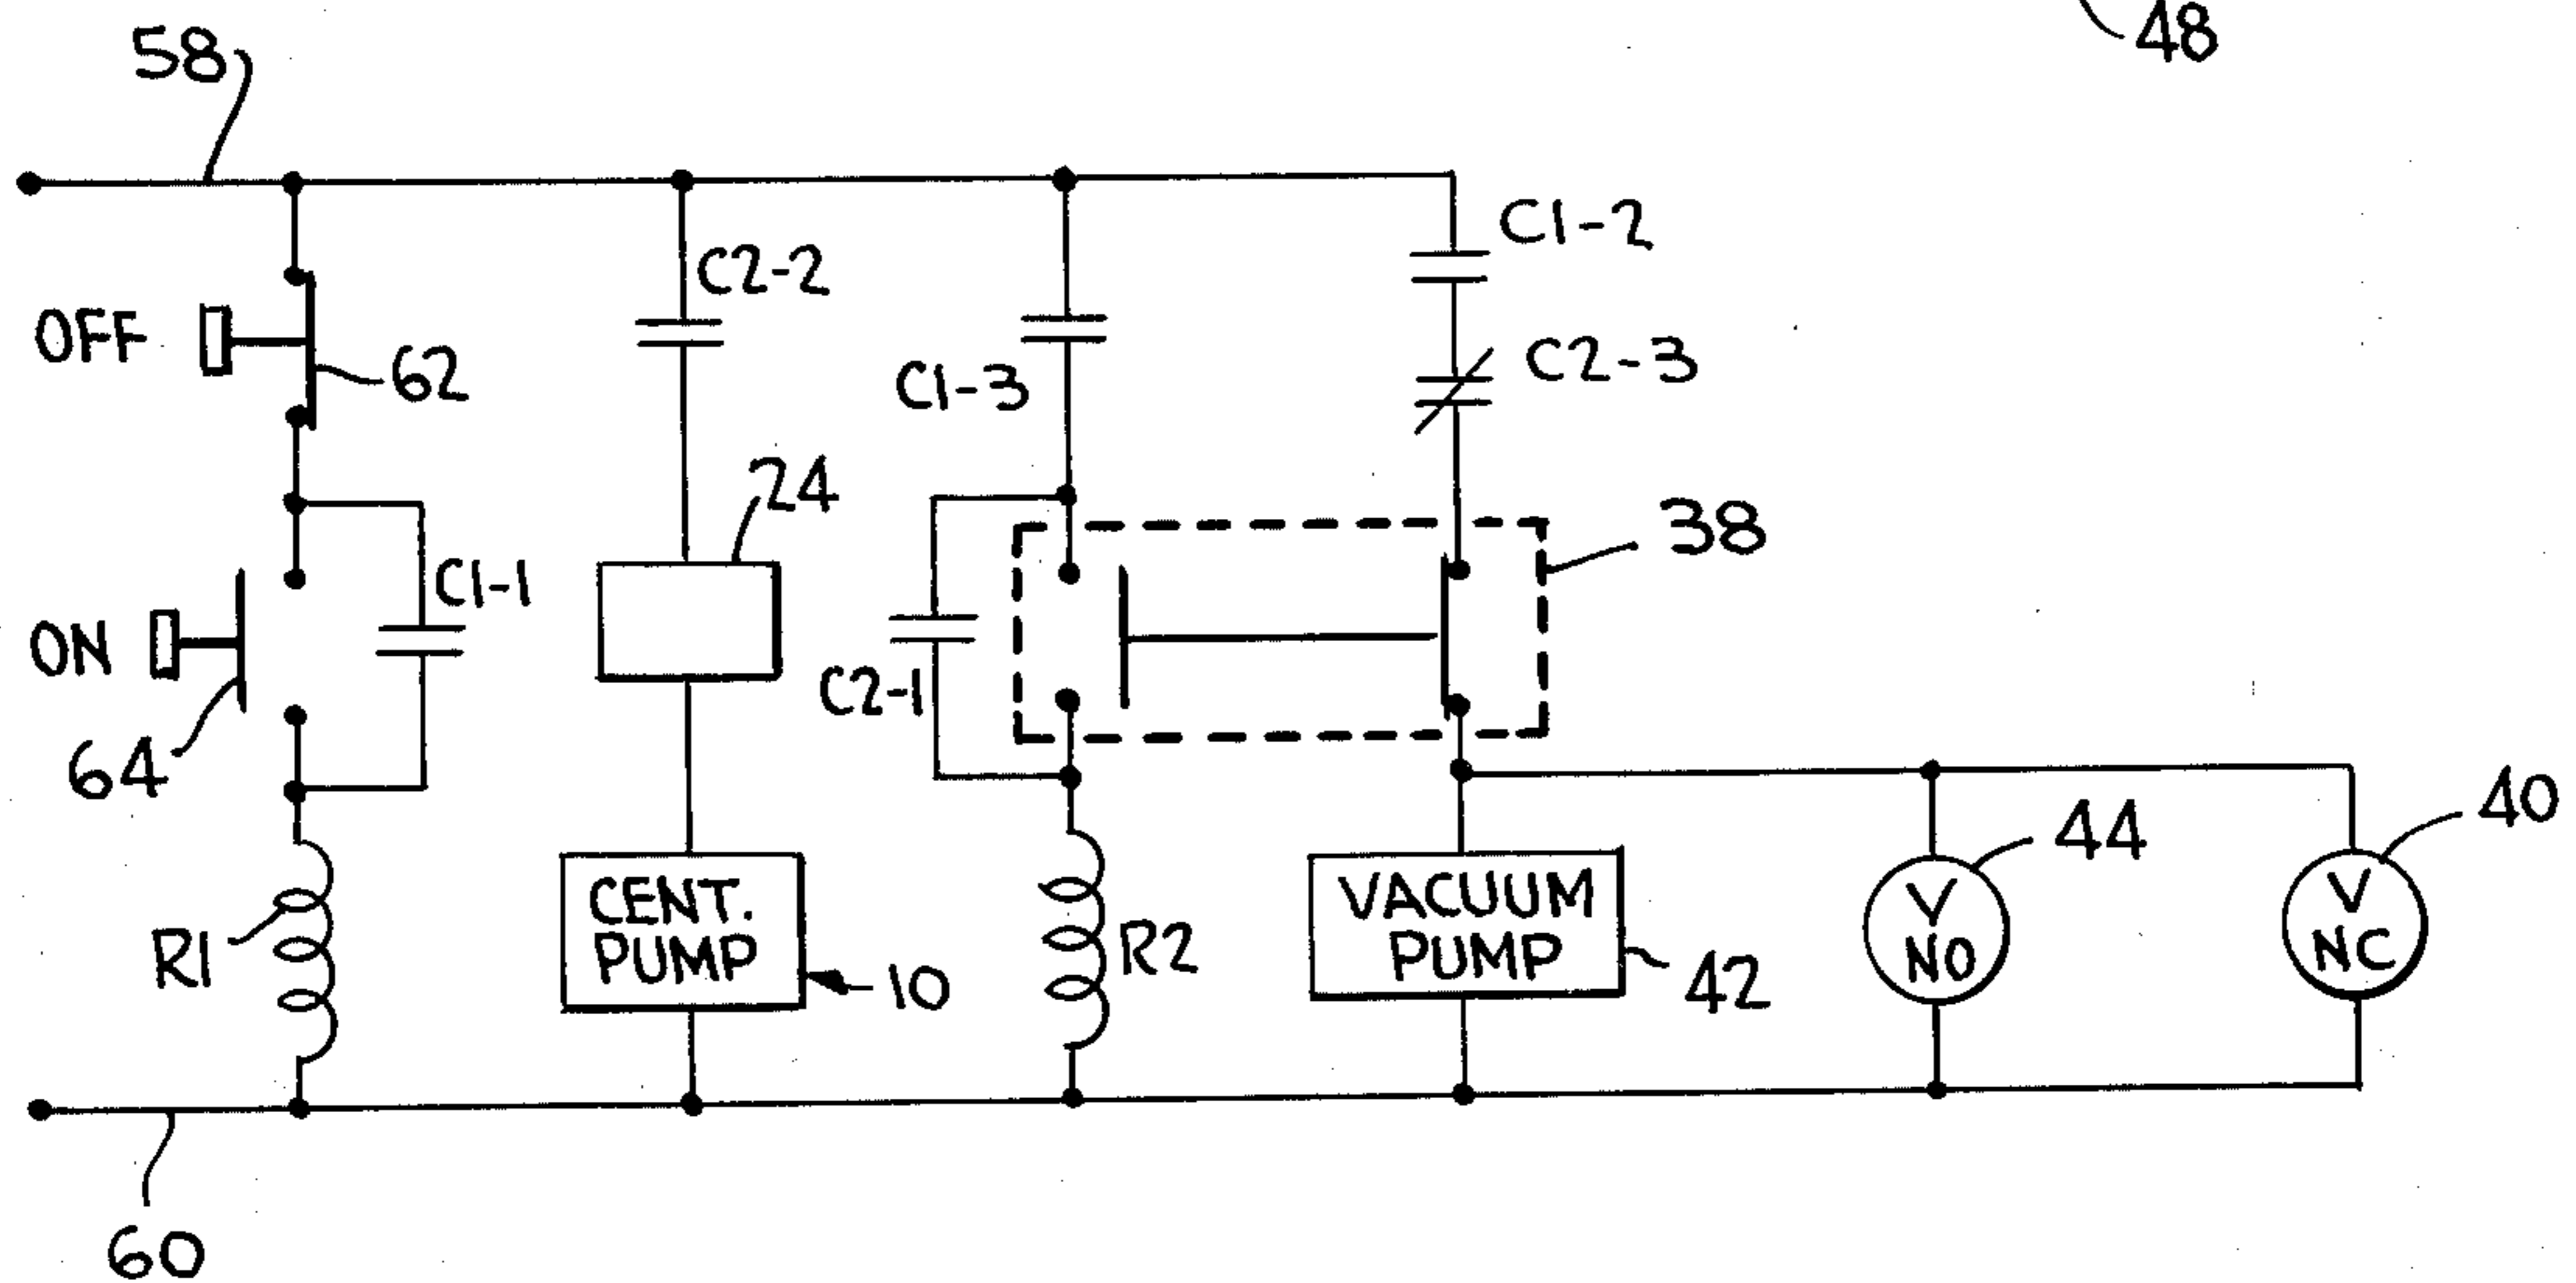 48
58
C1-2
C2-2
OFF
62
C2-3
C1-3
24
38
C1-1
ON
C2-1
64
40
44
CENT.
PUMP
VACUUM
PUMP
V
NO
V
NC
R1
R2
10
42
60